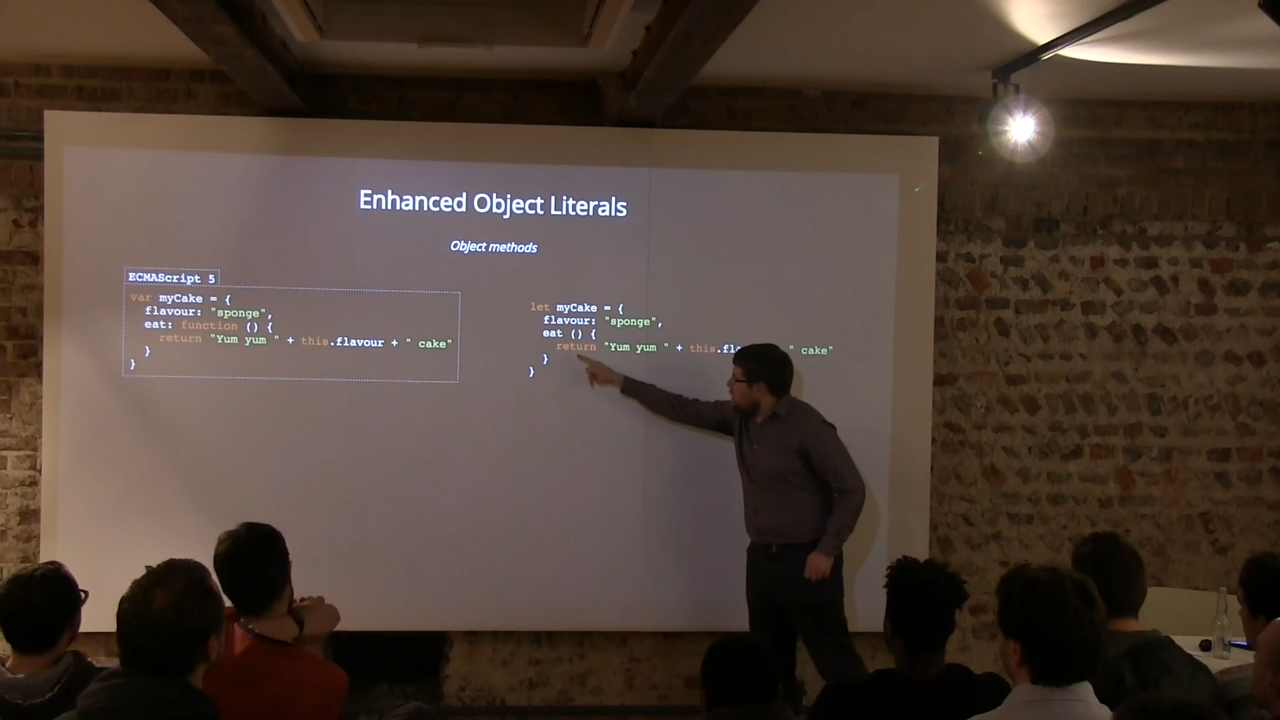 Enhanced Object Literals
Object methods
ECMAScript 5
var myCake = {
flavour: "sponge",
eat: function () {
return "Yum yum " + this.flavour + " cake"
}
}
let myCake = {
flavour: "sponge",
eat () {
return "Yum yum " + this. " cake"
}
}